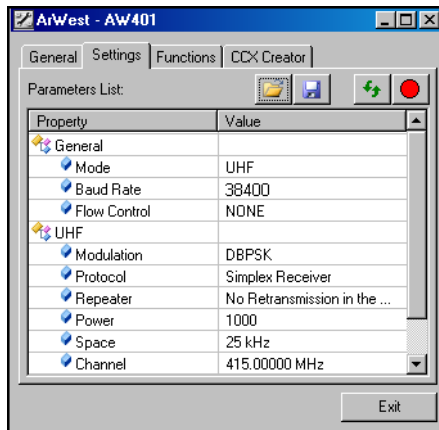 ArWest - AW401
General Settings Functions CCX Creator
Parameters List:
Property Value
General
Mode UHF
Baud Rate 38400
Flow Control NONE
UHF
Modulation DBPSK
Protocol Simplex Receiver
Repeater No Retransmission in the ...
Power 1000
Space 25 kHz
Channel 415.00000 MHz
Exit